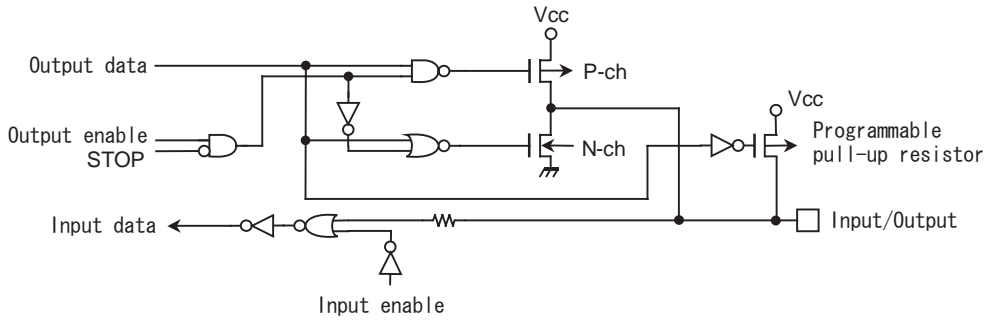 Vcc
Output data
P-ch
Vcc
Output enable
STOP
N-ch
Programmable
pull-up resistor
Input data
Input/Output
Input enable